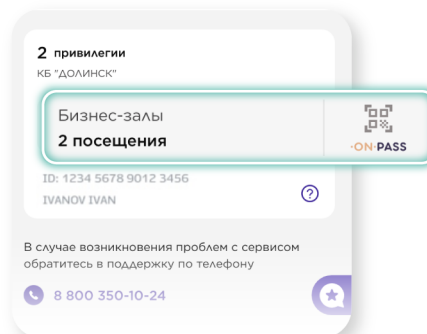 2 привилегии
КБ "ДОЛИНСК"
Бизнес-залы
2 посещения
·ON·PASS
ID: 1234 5678 9012 3456
IVANOV IVAN
?
В случае возникновения проблем с сервисом
обратитесь в поддержку по телефону
8 800 350-10-24